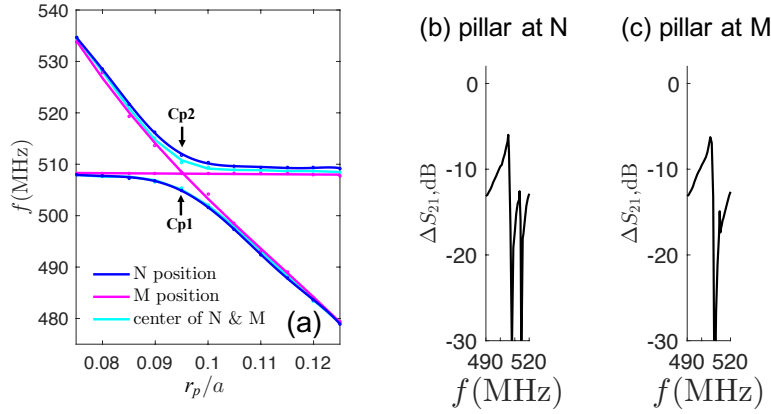 (b) pillar at N
(c) pillar at M
540
530
520
510
500
490
480
f(MHz)
Cp2
Cp1
N position
M position
center of N & M
(a)
0.08
0.09
0.1
0.11
0.12
r_p/a
0
-10
-20
-30
ΔS_21,dB
490
520
f(MHz)
0
-10
-20
-30
ΔS_21,dB
490
520
f(MHz)